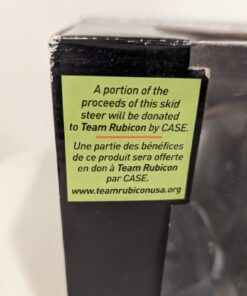 A portion of the
proceeds of this skid
steer will be donated
to Team Rubicon by CASE.
Une partie des bénéfices
de ce produit sera offerte
en don à Team Rubicon
par CASE.
www.teamrubiconusa.org